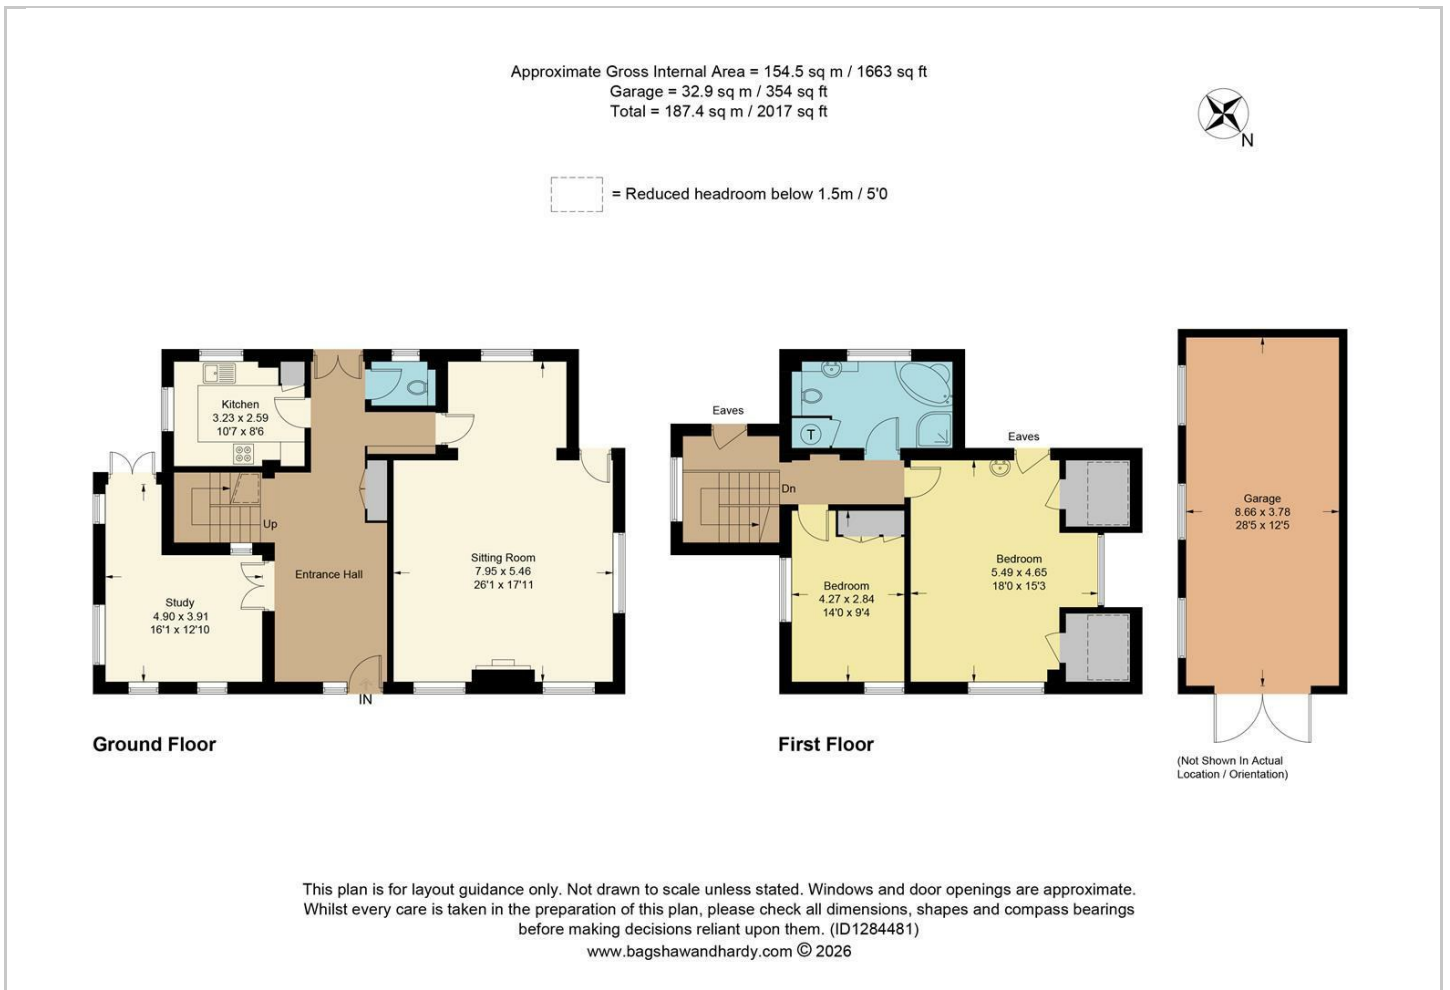 Approximate Gross Internal Area = 154.5 sq m / 1663 sq ft
Garage = 32.9 sq m / 354 sq ft
Total = 187.4 sq m / 2017 sq ft
N
= Reduced headroom below 1.5m / 5'0
Kitchen
3.23 x 2.59
10'7 x 8'6
Up
Entrance Hall
Study
4.90 x 3.91
16'1 x 12'10
Sitting Room
7.95 x 5.46
26'1 x 17'11
IN
Ground Floor
Eaves
T
Eaves
Dn
Bedroom
4.27 x 2.84
14'0 x 9'4
Bedroom
5.49 x 4.65
18'0 x 15'3
First Floor
Garage
8.66 x 3.78
28'5 x 12'5
(Not Shown In Actual
Location / Orientation)
This plan is for layout guidance only. Not drawn to scale unless stated. Windows and door openings are approximate.
Whilst every care is taken in the preparation of this plan, please check all dimensions, shapes and compass bearings
before making decisions reliant upon them. (ID1284481)
www.bagshawandhardy.com © 2026